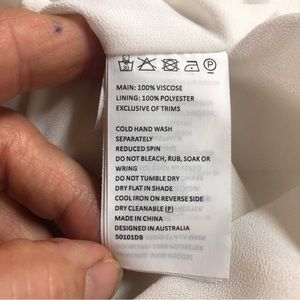 MAIN: 100% VISCOSE
LINING: 100% POLYESTER
EXCLUSIVE OF TRIMS
COLD HAND WASH
SEPARATELY
REDUCED SPIN
DO NOT BLEACH, RUB, SOAK OR
WRING
DO NOT TUMBLE DRY
DRY FLAT IN SHADE
COOL IRON ON REVERSE SIDE
DRY CLEANABLE (P)
MADE IN CHINA
DESIGNED IN AUSTRALIA
50101DB